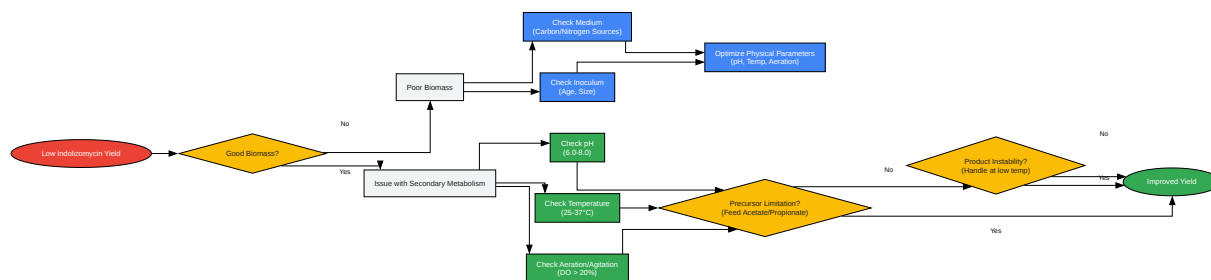 Low Indolizomycin Yield
Good Biomass?
No
Yes
Poor Biomass
Check Medium
(Carbon/Nitrogen Sources)
Check Inoculum
(Age, Size)
Optimize Physical Parameters
(pH, Temp, Aeration)
Issue with Secondary Metabolism
Check pH
(6.0-8.0)
Check Temperature
(25-37°C)
Check Aeration/Agitation
(DO > 20%)
Precursor Limitation?
(Feed Acetate/Propionate)
No
Yes
Product Instability?
(Handle at low temp)
No
Yes
Improved Yield